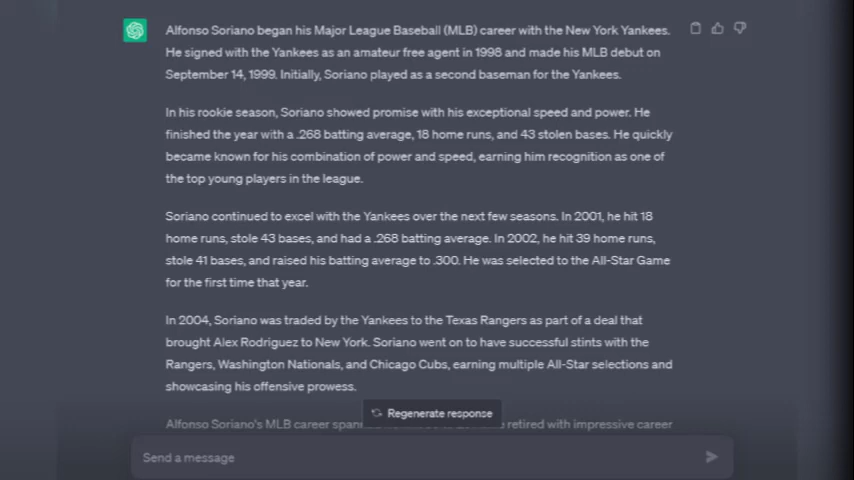 Alfonso Soriano began his Major League Baseball (MLB) career with the New York Yankees.
He signed with the Yankees as an amateur free agent in 1998 and made his MLB debut on
September 14, 1999. Initially, Soriano played as a second baseman for the Yankees.
In his rookie season, Soriano showed promise with his exceptional speed and power. He
finished the year with a .268 batting average, 18 home runs, and 43 stolen bases. He quickly
became known for his combination of power and speed, earning him recognition as one of
the top young players in the league.
Soriano continued to excel with the Yankees over the next few seasons. In 2001, he hit 18
home runs, stole 43 bases, and had a .268 batting average. In 2002, he hit 39 home runs,
stole 41 bases, and raised his batting average to .300. He was selected to the All-Star Game
for the first time that year.
In 2004, Soriano was traded by the Yankees to the Texas Rangers as part of a deal that
brought Alex Rodriguez to New York. Soriano went on to have successful stints with the
Rangers, Washington Nationals, and Chicago Cubs, earning multiple All-Star selections and
showcasing his offensive prowess.
Regenerate response
Alfonso Soriano's MLB career retired with impressive career
Send a message